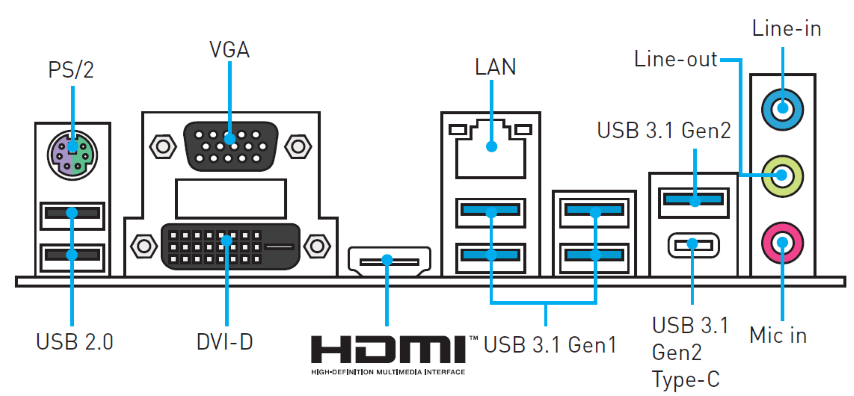 Line-in
VGA
Line-out
LAN
PS/2
USB 3.1 Gen2
USB 2.0
DVI-D
HDMI™
HIGH-DEFINITION MULTIMEDIA INTERFACE
USB 3.1 Gen1
USB 3.1
Gen2
Type-C
Mic in